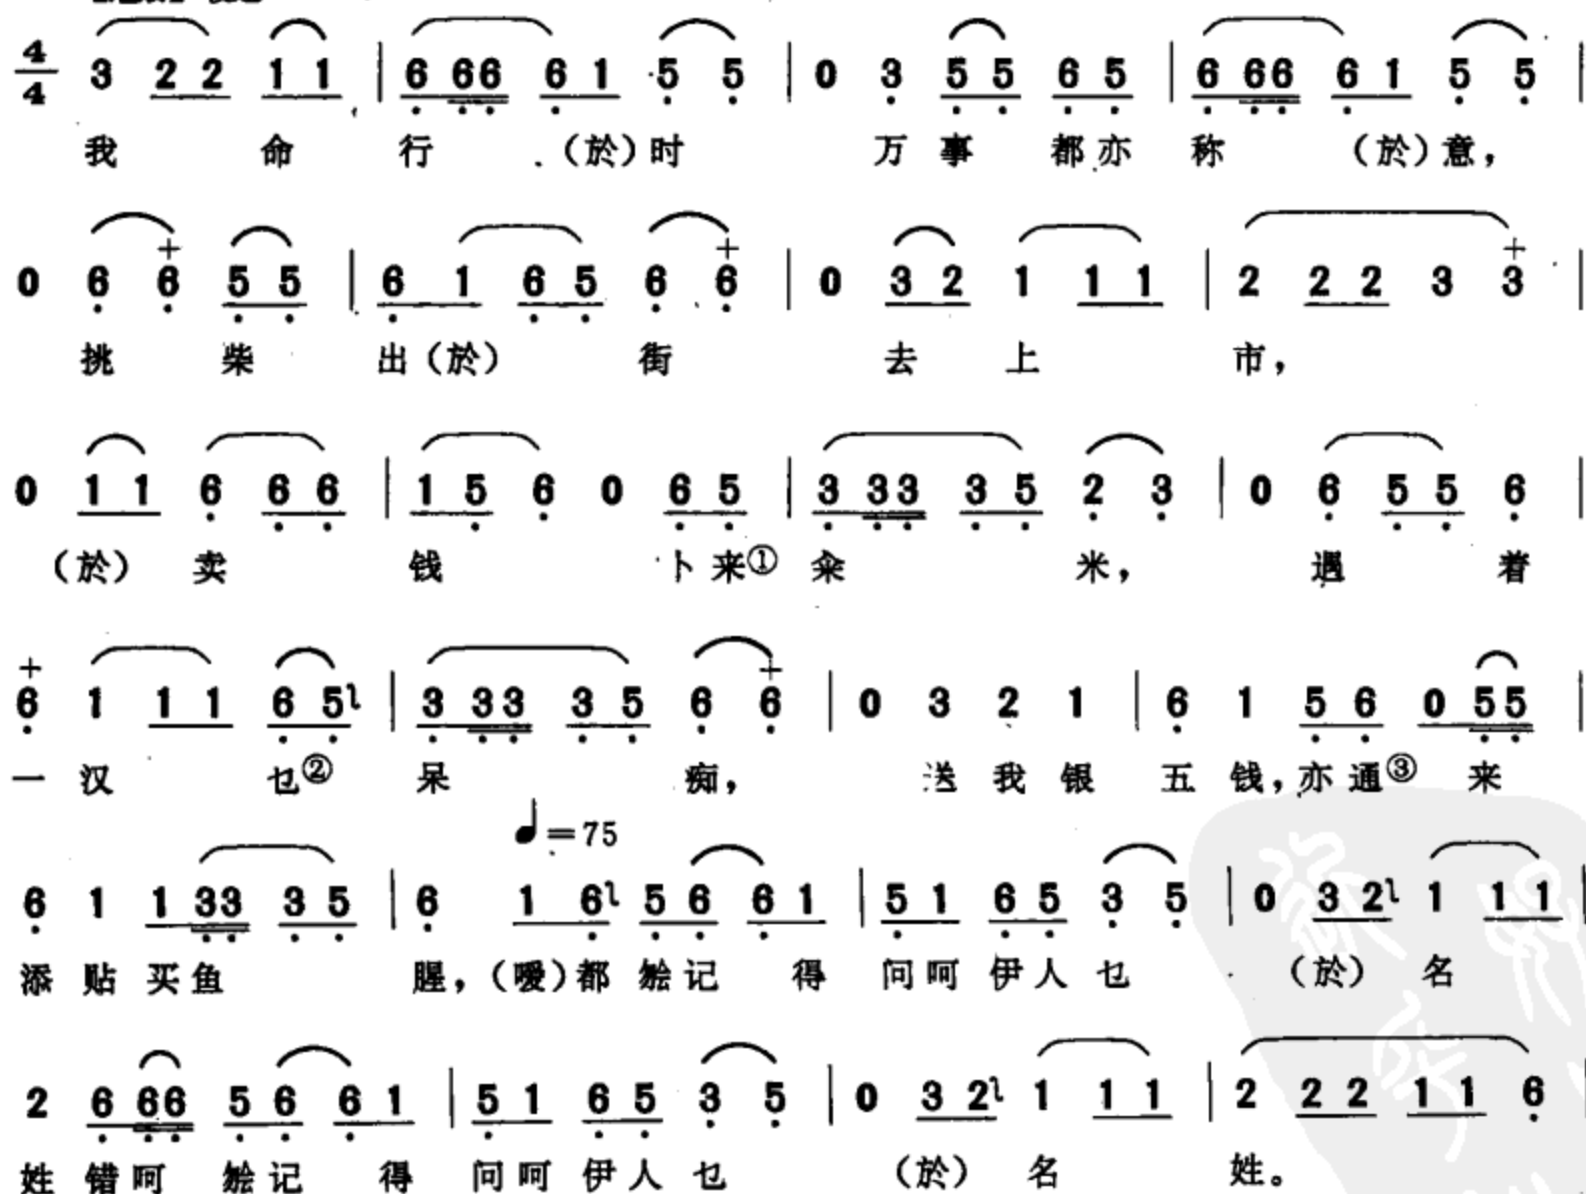 4/4 3 22 11 | 6 66 61 5 5 | 0 3 55 65 | 6 66 61 5 5 |
我 命 行 (於)时 万 事 都 亦 称 (於)意,
0 6 6 55 | 61 65 6 6 | 0 32 1 11 | 2 22 3 3 |
挑 柴 出(於) 街 去 上 市,
0 11 6 66 | 15 6 0 65 | 3 33 35 2 3 | 0 6 55 6 |
(於) 卖 钱 卜 来① 籴 米, 遇 着
6 1 11 65 | 3 33 35 6 6 | 0 3 2 1 | 6 1 56 0 55 |
一 汉 乜② 呆 痴, 送 我 银 五 钱,亦 通③ 来
♩=75
6 1 1 33 35 | 6 16 56 61 | 51 65 3 5 | 0 32 1 11 |
添 贴 买 鱼 腥,(嗳)都 記 得 问 呵 伊 人 乜 (於) 名
2 6 66 56 61 | 51 65 3 5 | 0 32 1 11 | 2 22 11 6
姓 错 呵 记 得 问 呵 伊 人 乜 (於) 名 姓。